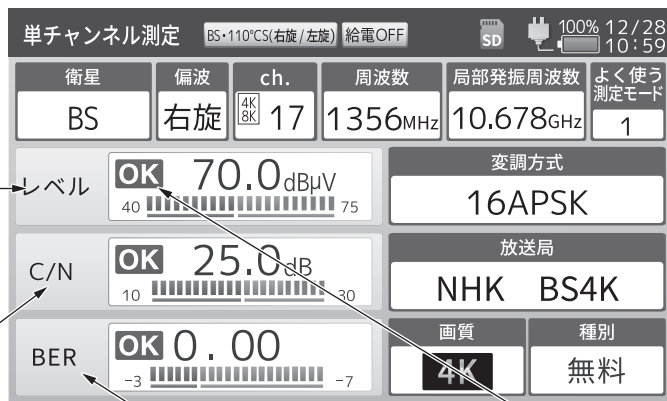 単チャンネル測定 BS・110°CS(右旋/左旋) 給電OFF SD 100% 12/28
10:59
衛星 偏波 ch. 周波数 局部発振周波数 よく使う
測定モード
BS 右旋 4K
8K 17 1356MHz 10.678GHz 1
レベル OK 70.0dBμV
40 75
変調方式
16APSK
C/N OK 25.0dB
10 30
放送局
NHK BS4K
BER OK 0.00
-3 -7
画質 種別
4K 無料